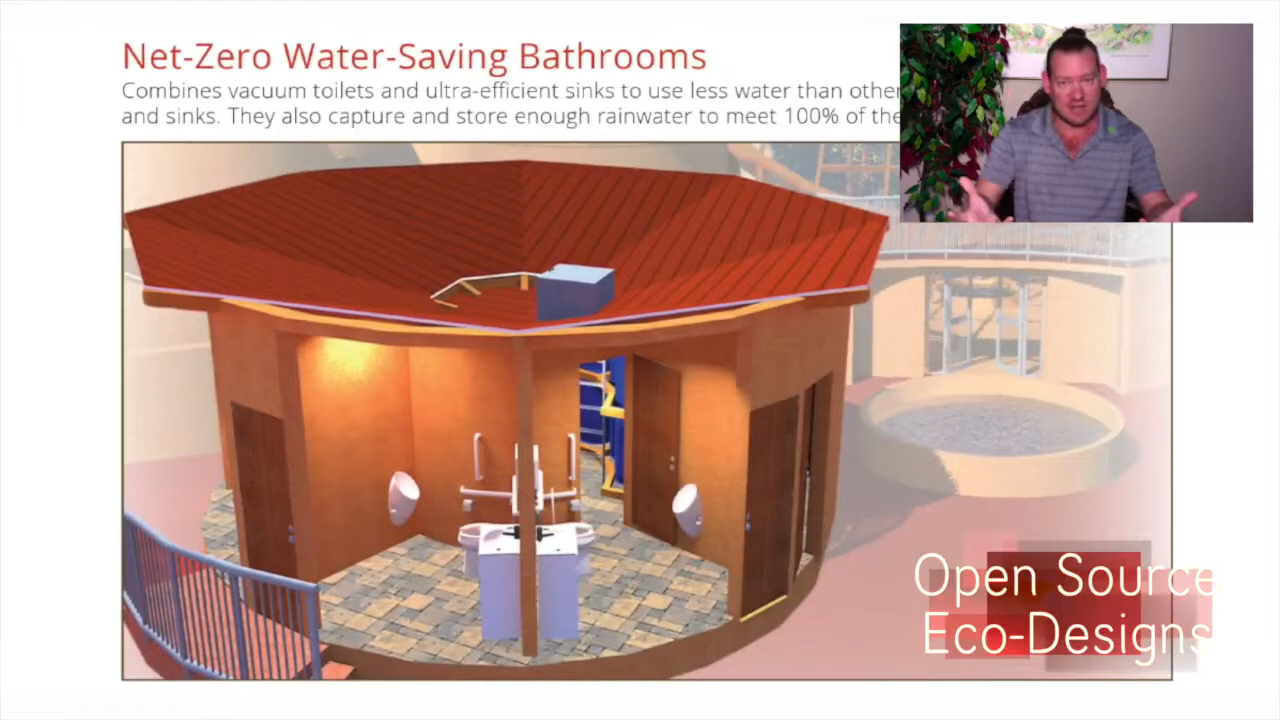 Net-Zero Water-Saving Bathrooms
Combines vacuum toilets and ultra-efficient sinks to use less water than other
and sinks. They also capture and store enough rainwater to meet 100% of the
Open Source
Eco-Designs